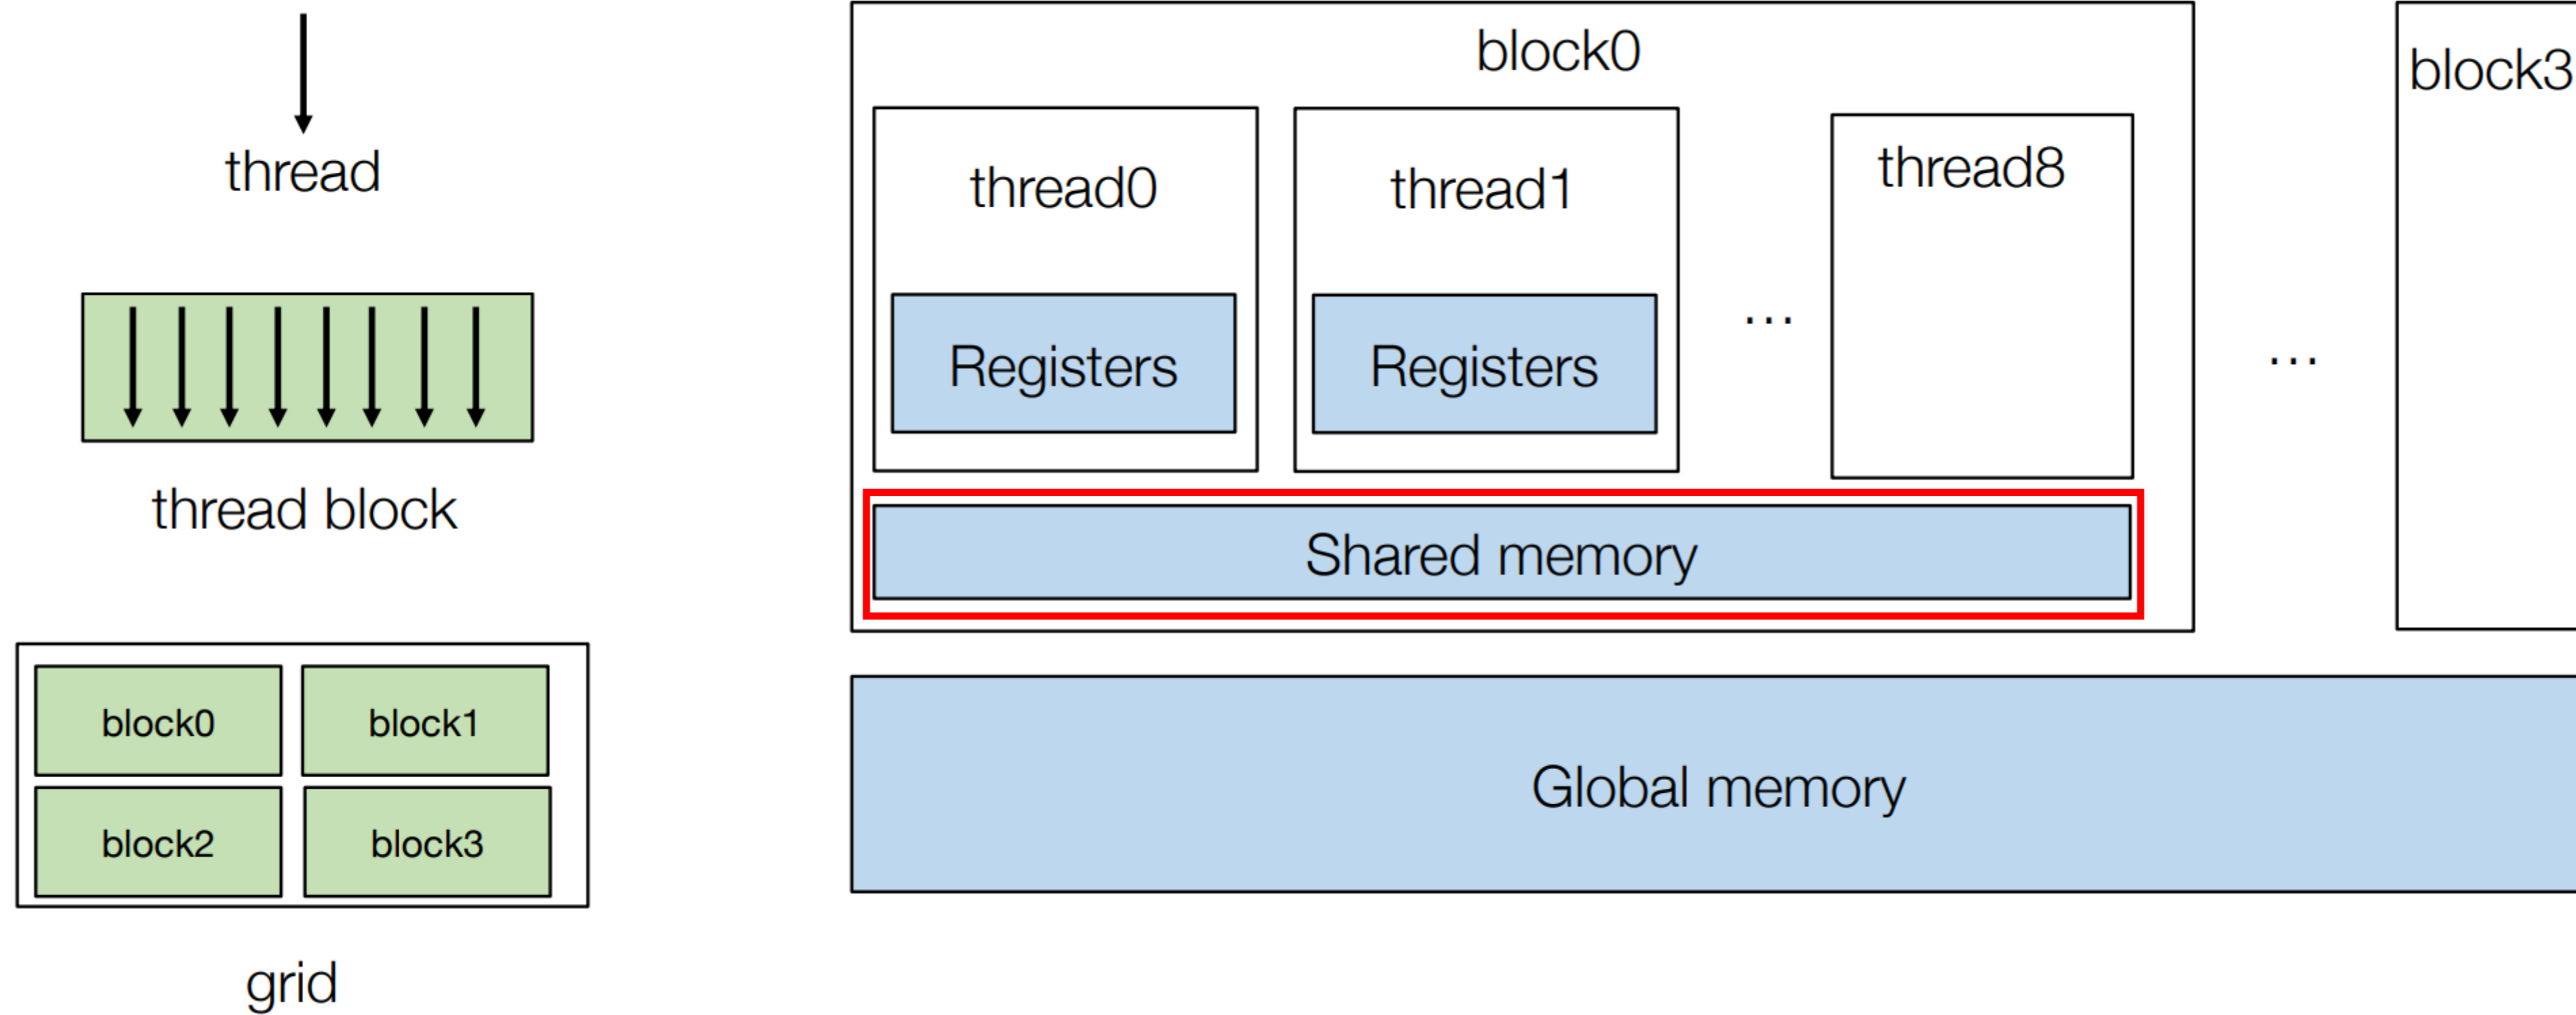 thread
thread block
block0
block1
block2
block3
grid
block0
thread0
Registers
thread1
Registers
...
thread8
Shared memory
...
block3
Global memory